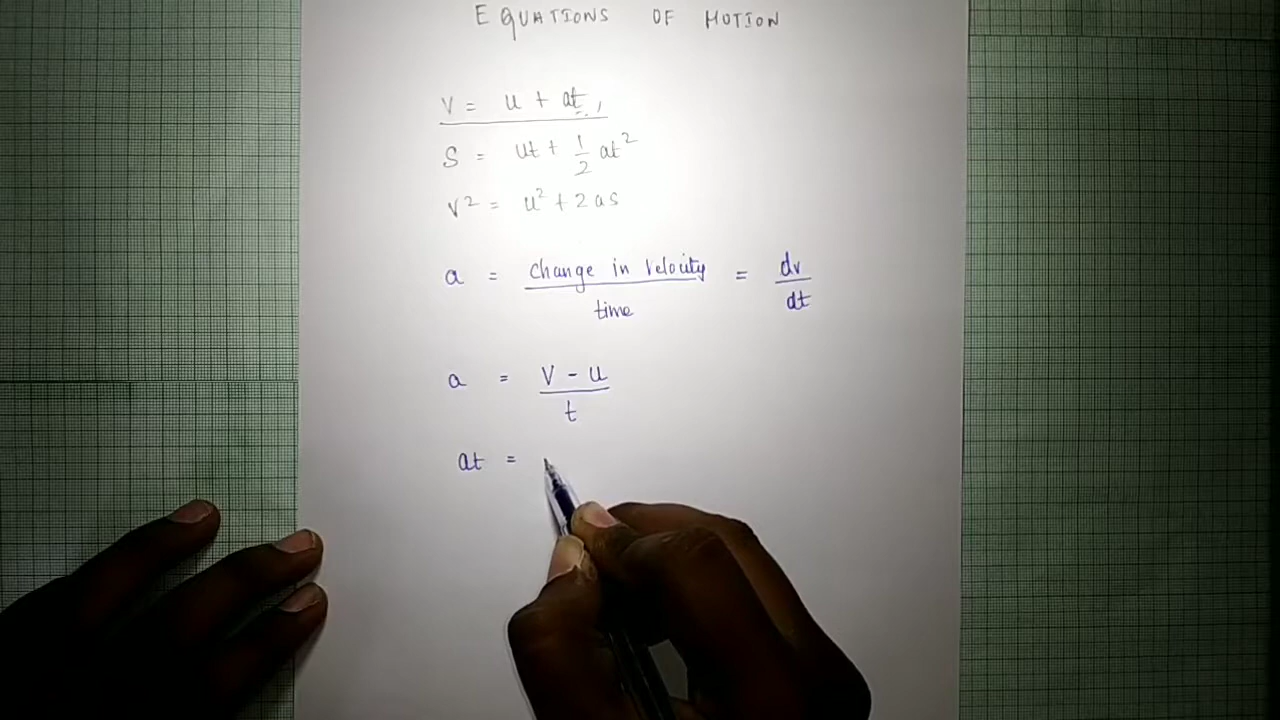 EQUATIONS OF MOTION
V = u + at,
S = ut + 1/2 at²
V² = u² + 2as
a = change in velocity / time = dv/dt
a = V - u / t
at =